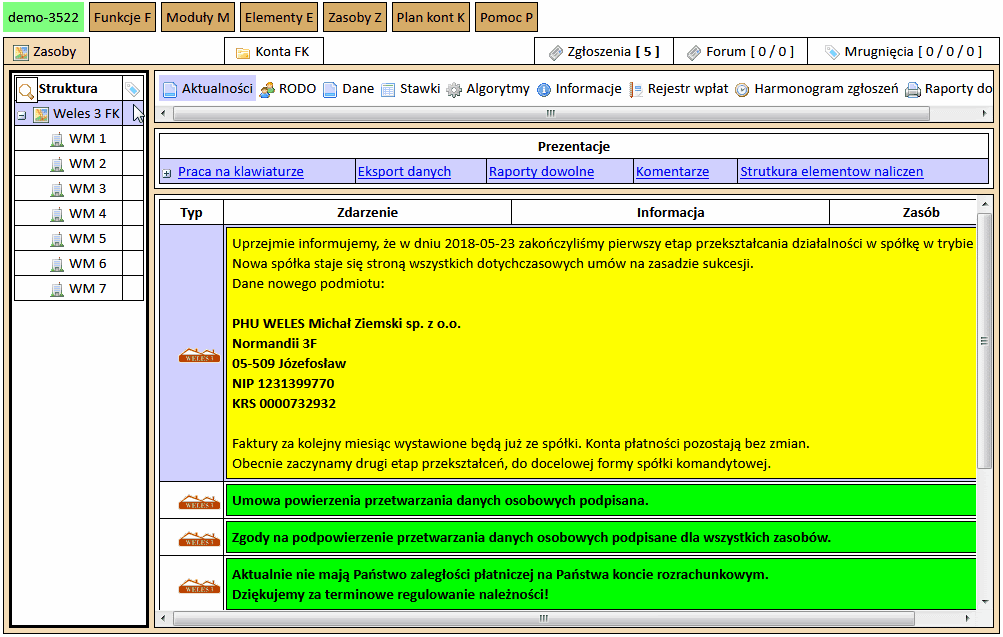 demo-3522 Funkcje F Moduły M Elementy E Zasoby Z Plan kont K Pomoc P
Zasoby Konta FK Zgłoszenia [ 5 ] Forum [ 0 / 0 ] Mrugnięcia [ 0 / 0 / 0 ]
Struktura
Weles 3 FK
WM 1
WM 2
WM 3
WM 4
WM 5
WM 6
WM 7
Aktualności RODO Dane Stawki Algorytmy Informacje Rejestr wpłat Harmonogram zgłoszeń Raporty do
Prezentacje
Praca na klawiaturze Eksport danych Raporty dowolne Komentarze Strutkura elementow naliczen
Typ Zdarzenie Informacja Zasób
Uprzejmie informujemy, że w dniu 2018-05-23 zakończyliśmy pierwszy etap przekształcania działalności w spółkę w trybie
Nowa spółka staje się stroną wszystkich dotychczasowych umów na zasadzie sukcesji.
Dane nowego podmiotu:
PHU WELES Michał Ziemski sp. z o.o.
Normandii 3F
05-509 Józefosław
NIP 1231399770
KRS 0000732932
WELES 3
Faktury za kolejny miesiąc wystawione będą już ze spółki. Konta płatności pozostają bez zmian.
Obecnie zaczynamy drugi etap przekształceń, do docelowej formy spółki komandytowej.
WELES 3 Umowa powierzenia przetwarzania danych osobowych podpisana.
WELES 3 Zgody na podpowierzenie przetwarzania danych osobowych podpisane dla wszystkich zasobów.
WELES 3 Aktualnie nie mają Państwo zaległości płatniczej na Państwa koncie rozrachunkowym.
Dziękujemy za terminowe regulowanie należności!